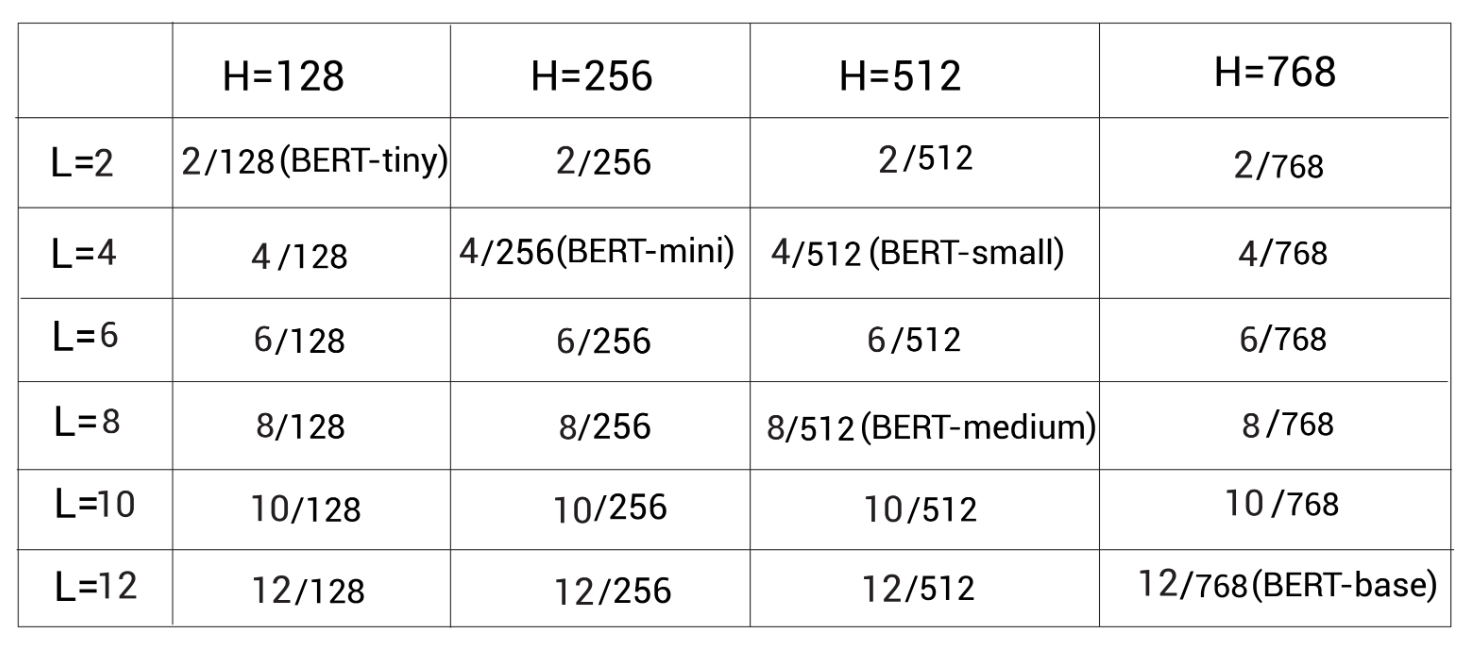 H=128 H=256 H=512 H=768
L=2 2/128(BERT-tiny) 2/256 2/512 2/768
L=4 4/128 4/256(BERT-mini) 4/512(BERT-small) 4/768
L=6 6/128 6/256 6/512 6/768
L=8 8/128 8/256 8/512(BERT-medium) 8/768
L=10 10/128 10/256 10/512 10/768
L=12 12/128 12/256 12/512 12/768(BERT-base)